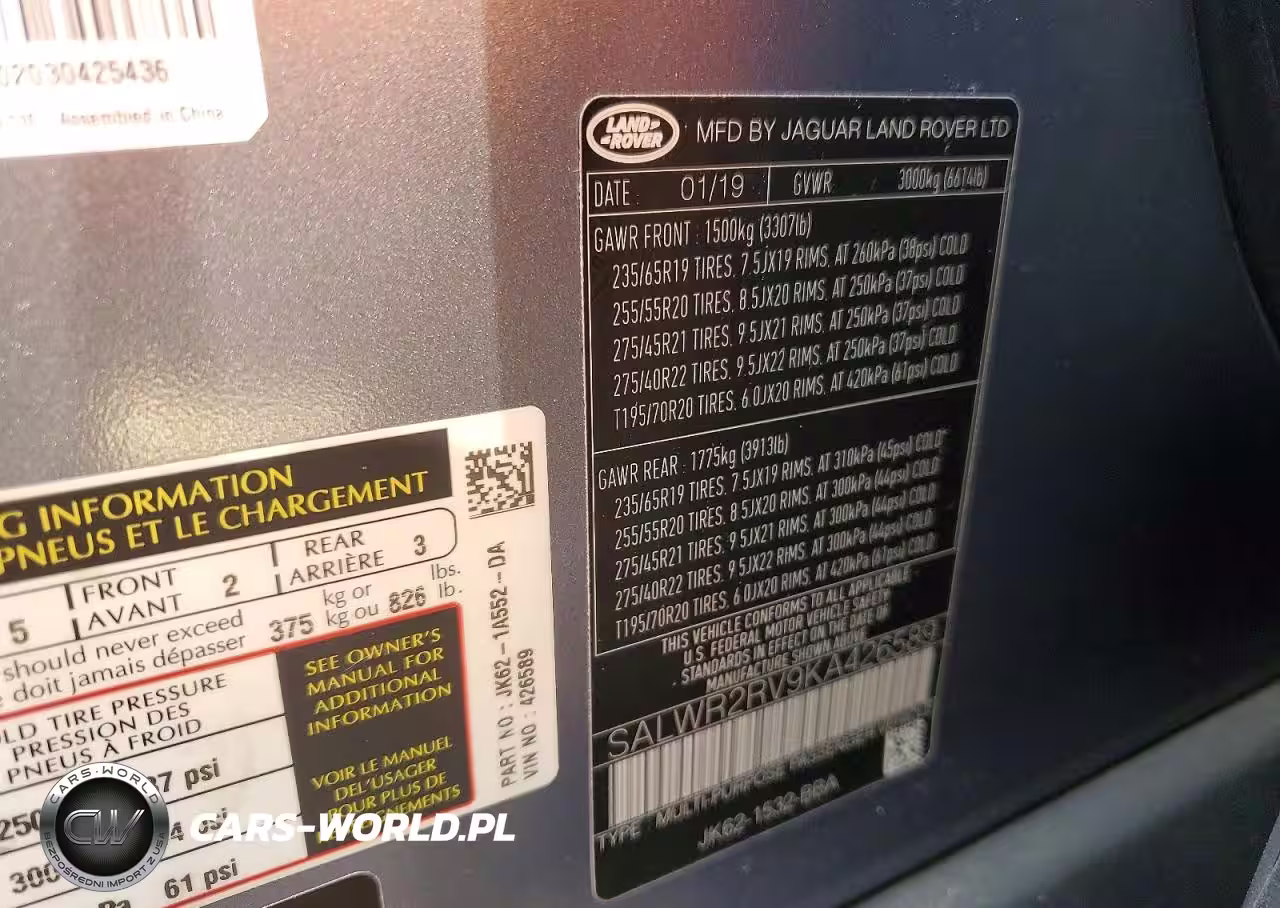 02030425436
Assembled in China
G INFORMATION
PNEUS ET LE CHARGEMENT
5 FRONT AVANT 2 REAR ARRIÈRE 3
should never exceed 375 kg or 826 lbs.
doit jamais dépasser kg ou lb.
LD TIRE PRESSURE
PRESSION DES
PNEUS À FROID
psi
300
61 psi
SEE OWNER'S
MANUAL FOR
ADDITIONAL
INFORMATION
VOIR LE MANUEL
DE L'USAGER
POUR PLUS DE
PART NO : JK62-1A552-DA
VIN NO : 426589
LAND-
-ROVER
MFD BY JAGUAR LAND ROVER LTD
DATE : 01/19 GVWR : 3000kg (6614lb)
GAWR FRONT : 1500kg (3307lb)
235/65R19 TIRES. 7.5JX19 RIMS. AT 260kPa (38psi) COLD
255/55R20 TIRES. 8.5JX20 RIMS. AT 250kPa (37psi) COLD
275/45R21 TIRES. 9.5JX21 RIMS. AT 250kPa (37psi) COLD
275/40R22 TIRES. 9.5JX22 RIMS. AT 250kPa (37psi) COLD
T195/70R20 TIRES. 6.0JX20 RIMS. AT 420kPa (61psi) COLD
GAWR REAR : 1775kg (3913lb)
235/65R19 TIRES. 7.5JX19 RIMS. AT 310kPa (45psi) COLD
255/55R20 TIRES. 8.5JX20 RIMS. AT 300kPa (44psi) COLD
275/45R21 TIRES. 9.5JX21 RIMS. AT 300kPa (44psi) COLD
275/40R22 TIRES. 9.5JX22 RIMS. AT 300kPa (44psi) COLD
T195/70R20 TIRES. 6.0JX20 RIMS. AT 420kPa (61psi) COLD
THIS VEHICLE CONFORMS TO ALL APPLICABLE
U.S. FEDERAL MOTOR VEHICLE SAFETY
STANDARDS IN EFFECT ON THE DATE OF
MANUFACTURE SHOWN ABOVE
SALWR2RV9KA426589
TYPE : MULTI-PURPOSE PASSENGER
JK62-1532-BBA
CARS-WORLD
CW
BEZPOŚREDNI IMPORT Z USA
CARS-WORLD.PL